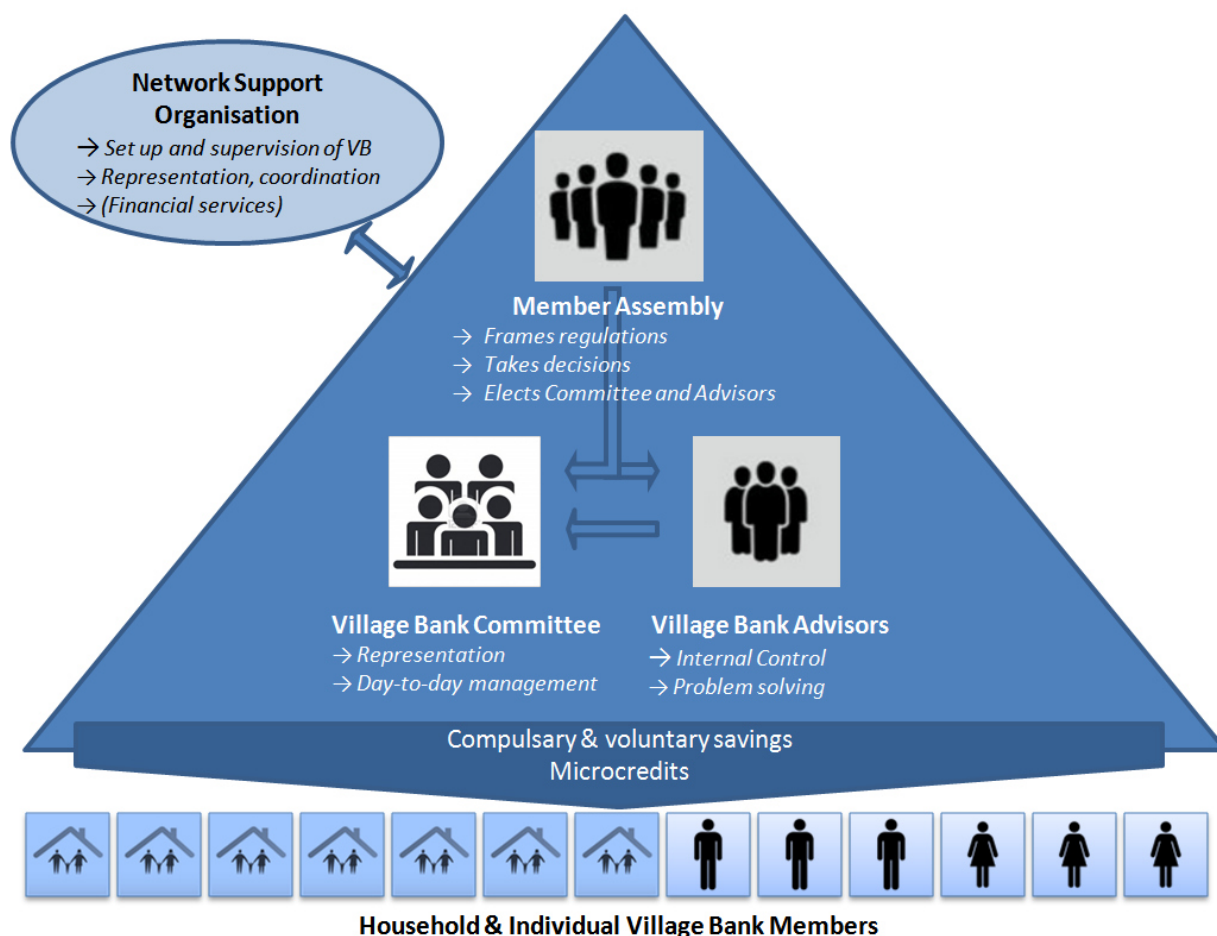 Network Support
Organisation
→ Set up and supervision of VB
→ Representation, coordination
→ (Financial services)
Member Assembly
→ Frames regulations
→ Takes decisions
→ Elects Committee and Advisors
Village Bank Committee
→ Representation
→ Day-to-day management
Village Bank Advisors
→ Internal Control
→ Problem solving
Compulsary & voluntary savings
Microcredits
Household & Individual Village Bank Members